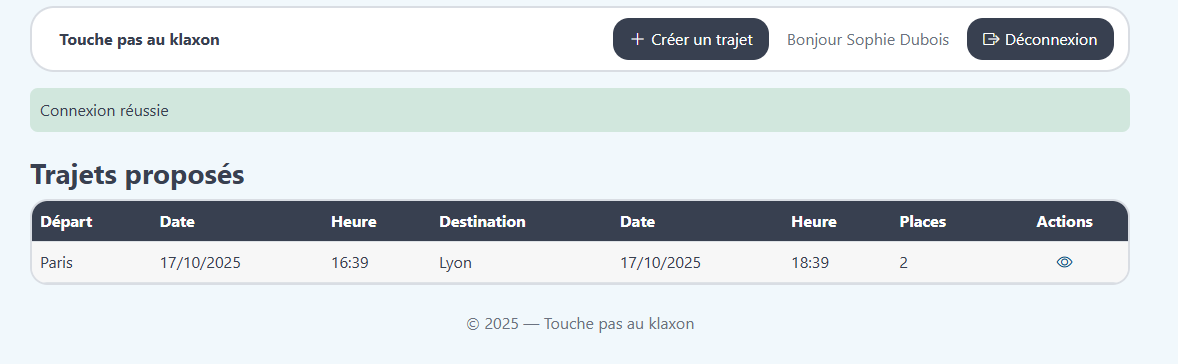 Touche pas au klaxon + Créer un trajet Bonjour Sophie Dubois Déconnexion
Connexion réussie
Trajets proposés
Départ Date Heure Destination Date Heure Places Actions
Paris 17/10/2025 16:39 Lyon 17/10/2025 18:39 2
© 2025 — Touche pas au klaxon